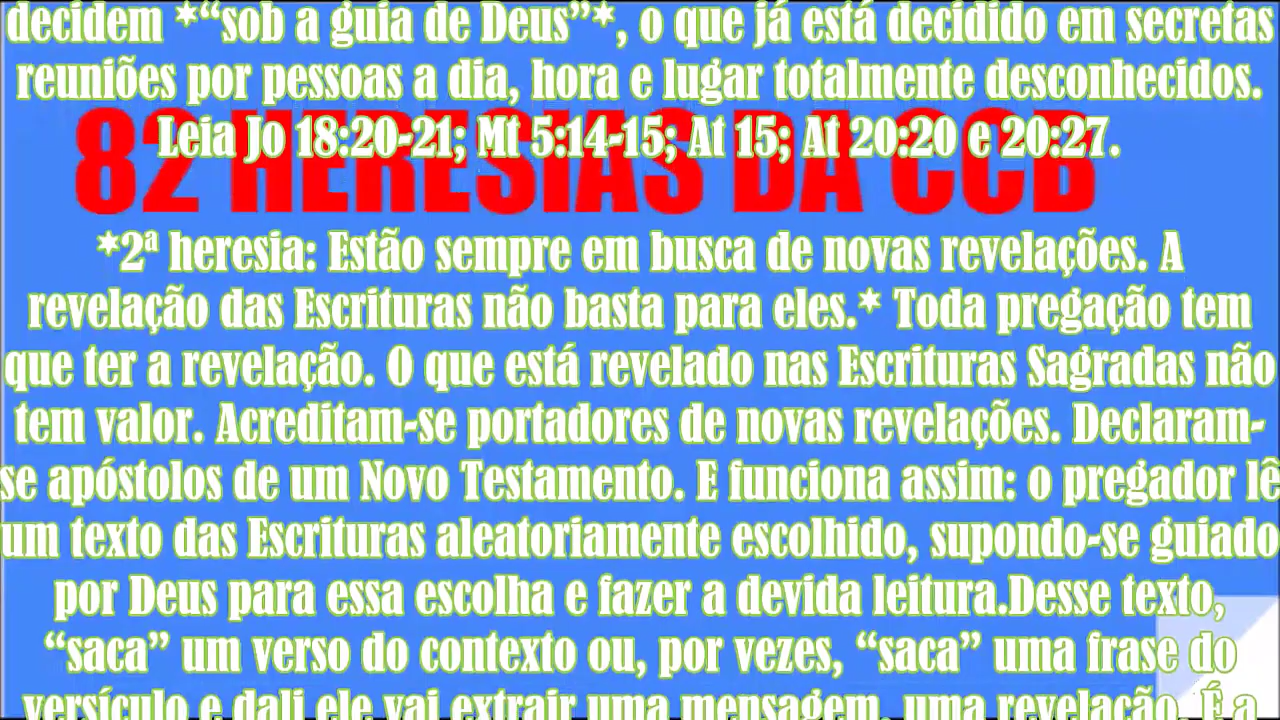 decidem *“sob a guia de Deus”*, o que já está decidido em secretas
reuniões por pessoas a dia, hora e lugar totalmente desconhecidos.
Leia Jo 18:20-21; Mt 5:14-15; At 15; At 20:20 e 20:27.
82 HERESIAS DA CCB
*2ª heresia: Estão sempre em busca de novas revelações. A
revelação das Escrituras não basta para eles.* Toda pregação tem
que ter a revelação. O que está revelado nas Escrituras Sagradas não
tem valor. Acreditam-se portadores de novas revelações. Declaram-
se apóstolos de um Novo Testamento. E funciona assim: o pregador lê
um texto das Escrituras aleatoriamente escolhido, supondo-se guiado
por Deus para essa escolha e fazer a devida leitura.Desse texto,
“saca” um verso do contexto ou, por vezes, “saca” uma frase do
versículo e dali ele vai extrair uma mensagem, uma revelação. É a